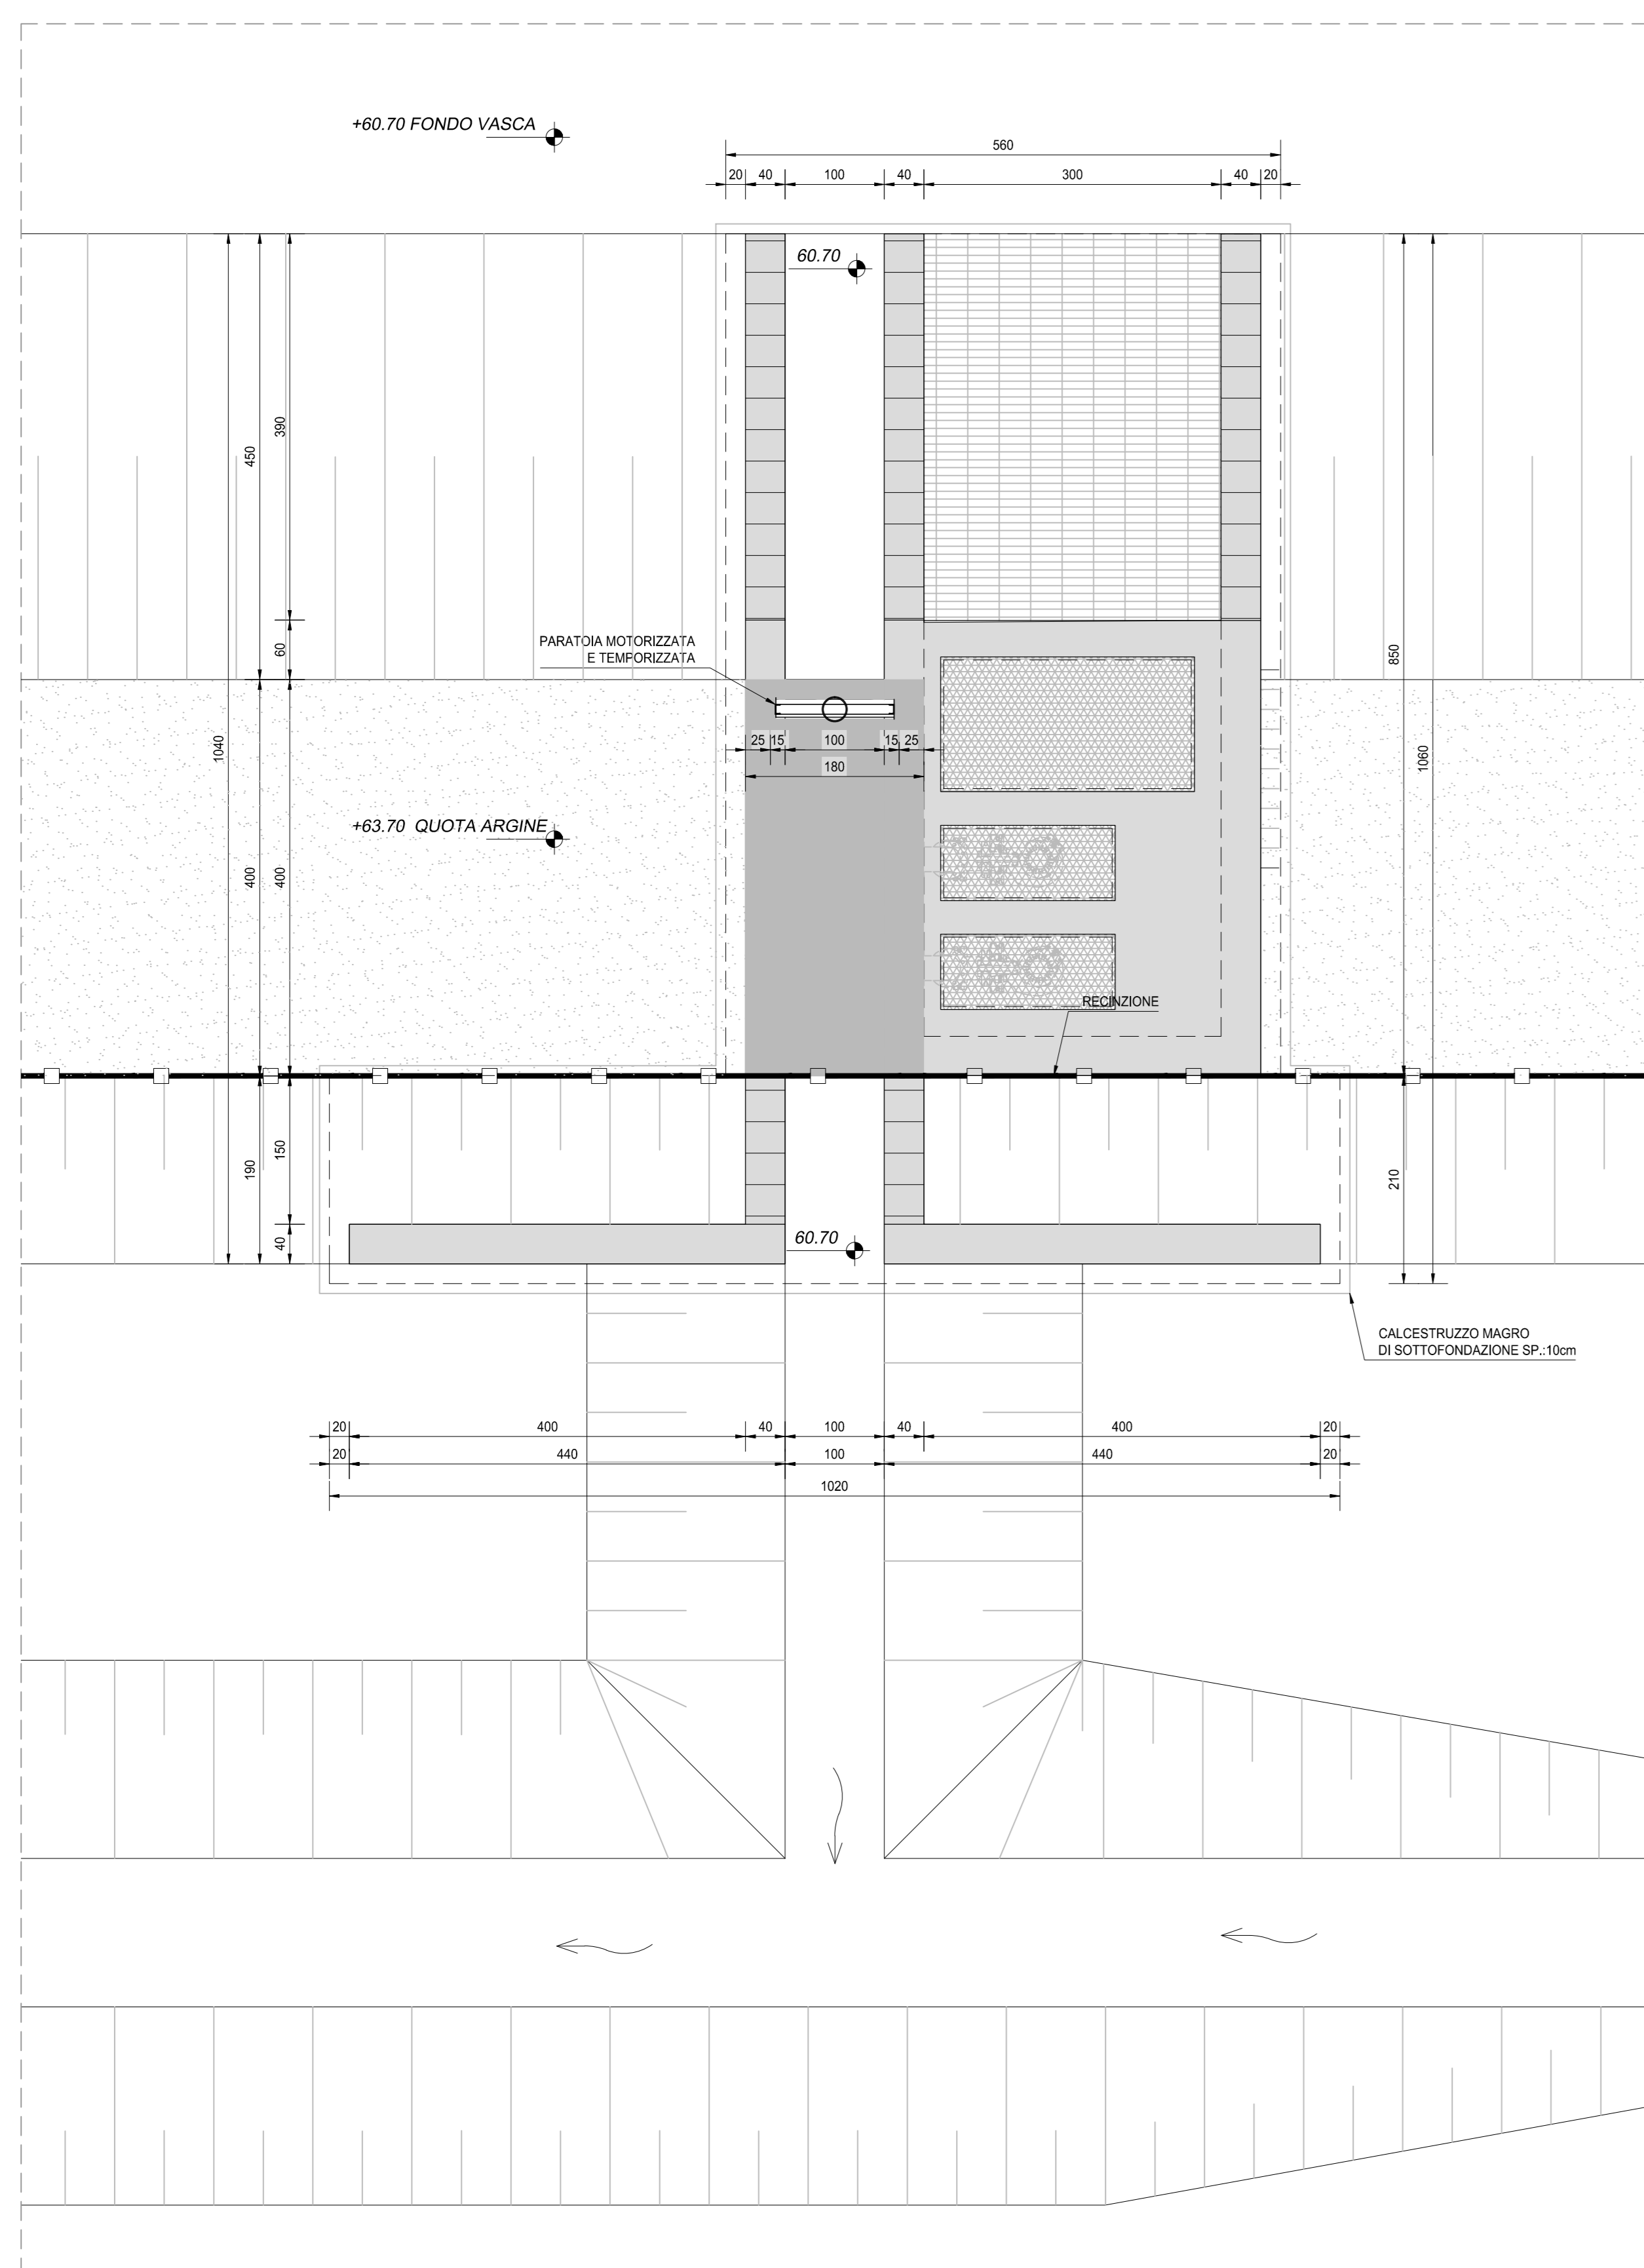 +60.70 FONDO VASCA
560
20 40 100 40 300 40 20
60.70
390
450
60
PARATOIA MOTORIZZATA
E TEMPORIZZATA
850
1040
1060
25 15 100 15 25
180
+63.70 QUOTA ARGINE
400
400
RECINZIONE
150
190
210
40
60.70
CALCESTRUZZO MAGRO
DI SOTTOFONDAZIONE SP.:10cm
20 400 40 100 40 400 20
20 440 100 440 20
1020